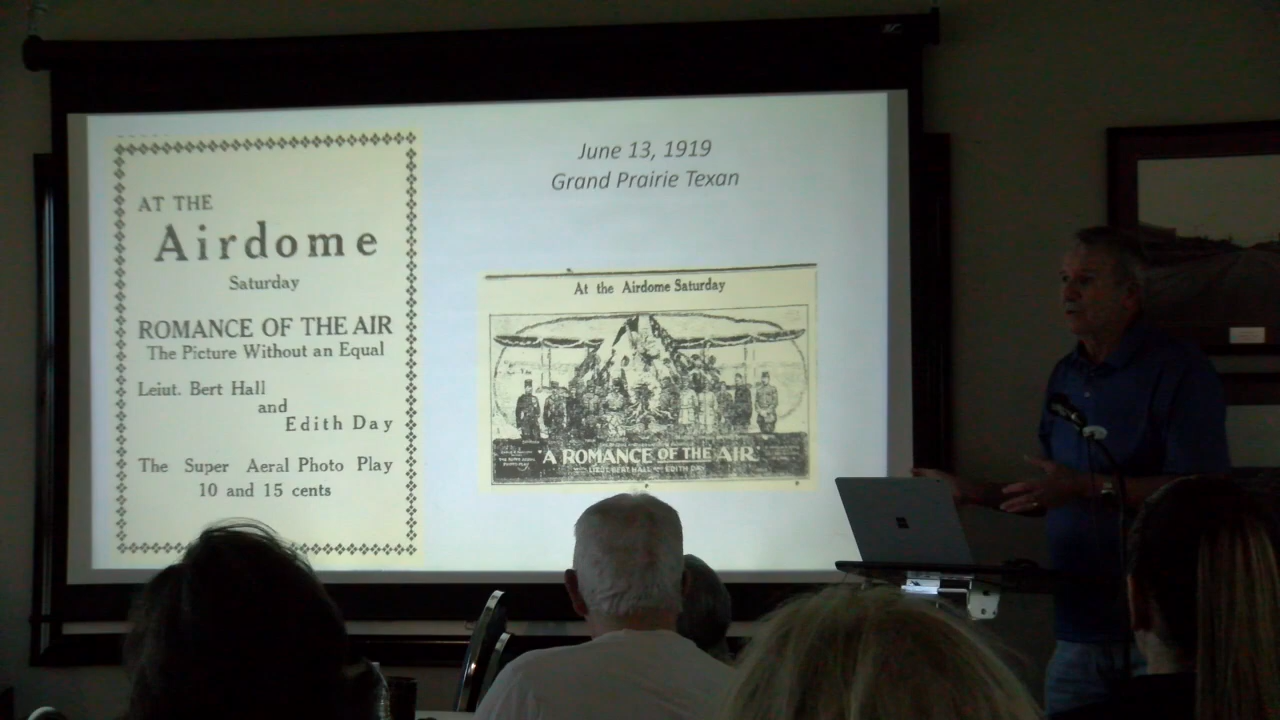 AT THE
Airdome
Saturday
ROMANCE OF THE AIR
The Picture Without an Equal
Leiut. Bert Hall
and
Edith Day
The Super Aeral Photo Play
10 and 15 cents
June 13, 1919
Grand Prairie Texan
At the Airdome Saturday
"A ROMANCE OF THE AIR"
LIEUT BERT HALL AND EDITH DAY